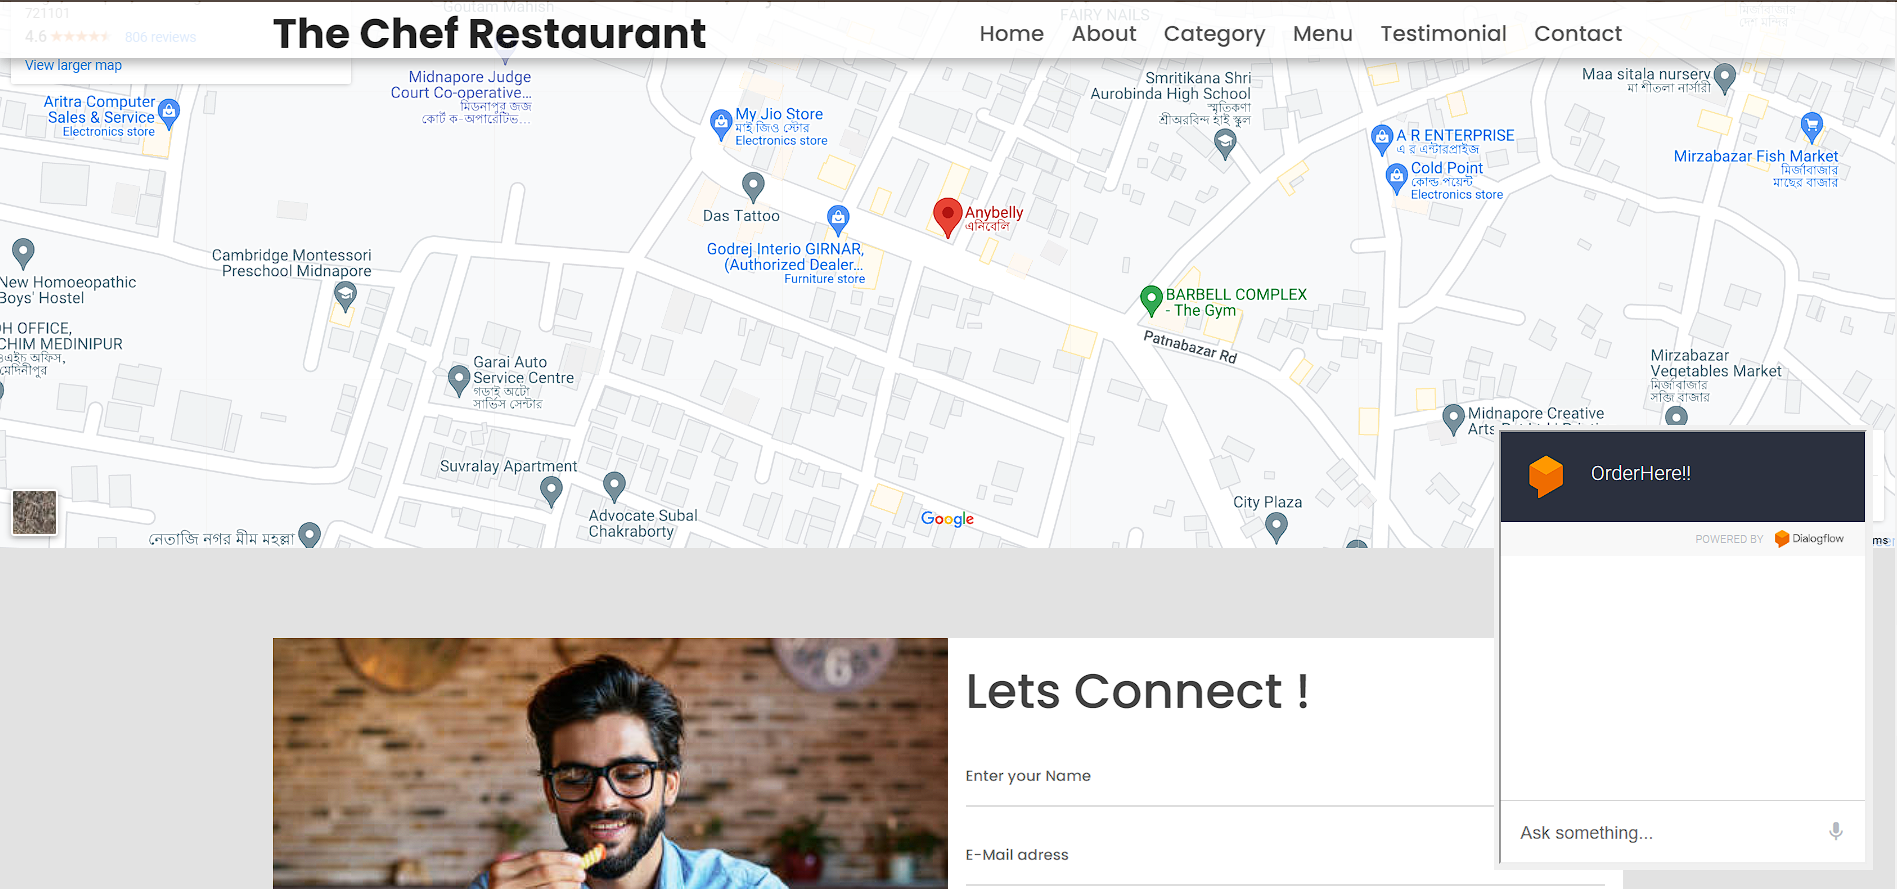 Goutam Mahish
721101
4.6
806 reviews
View larger map
The Chef Restaurant
Home
About
Category
Menu
Testimonial
Contact
FAIRY NAILS
Midnapore Judge
Court Co-operative...
মিডনাপুর জজ
কোর্ট ক-অপারেটিভ...
Aritra Computer
Sales & Service
Electronics store
My Jio Store
মাই জিও স্টোর
Electronics store
Smritikana Shri
Aurobinda High School
স্মৃতিকণা
শ্রীঅরবিন্দ হাই স্কুল
Maa sitala nursery
মা শীতলা নার্সারী
A R ENTERPRISE
এ র এন্টারপ্রাইজ
Cold Point
কোল্ড পয়েন্ট
Electronics store
Mirzabazar Fish Market
মির্জাবাজার
মাছের বাজার
Das Tattoo
Anybelly
এনিবেলি
Godrej Interio GIRNAR,
(Authorized Dealer...
Furniture store
Cambridge Montessori
Preschool Midnapore
New Homoeopathic
Boys' Hostel
OH OFFICE,
CHIM MEDINIPUR
ওএইচ অফিস,
মেদিনীপুর
BARBELL COMPLEX
- The Gym
Patnabazar Rd
Garai Auto
Service Centre
গড়াই অটো
সার্ভিস সেন্টার
Mirzabazar
Vegetables Market
মির্জাবাজার
সব্জি বাজার
Midnapore Creative
Arts
Suvralay Apartment
Advocate Subal
Chakraborty
City Plaza
নেতাজি নগর মীম মহল্লা
Google
ms
OrderHere!!
POWERED BY Dialogflow
Ask something...
6
Lets Connect !
Enter your Name
E-Mail adress